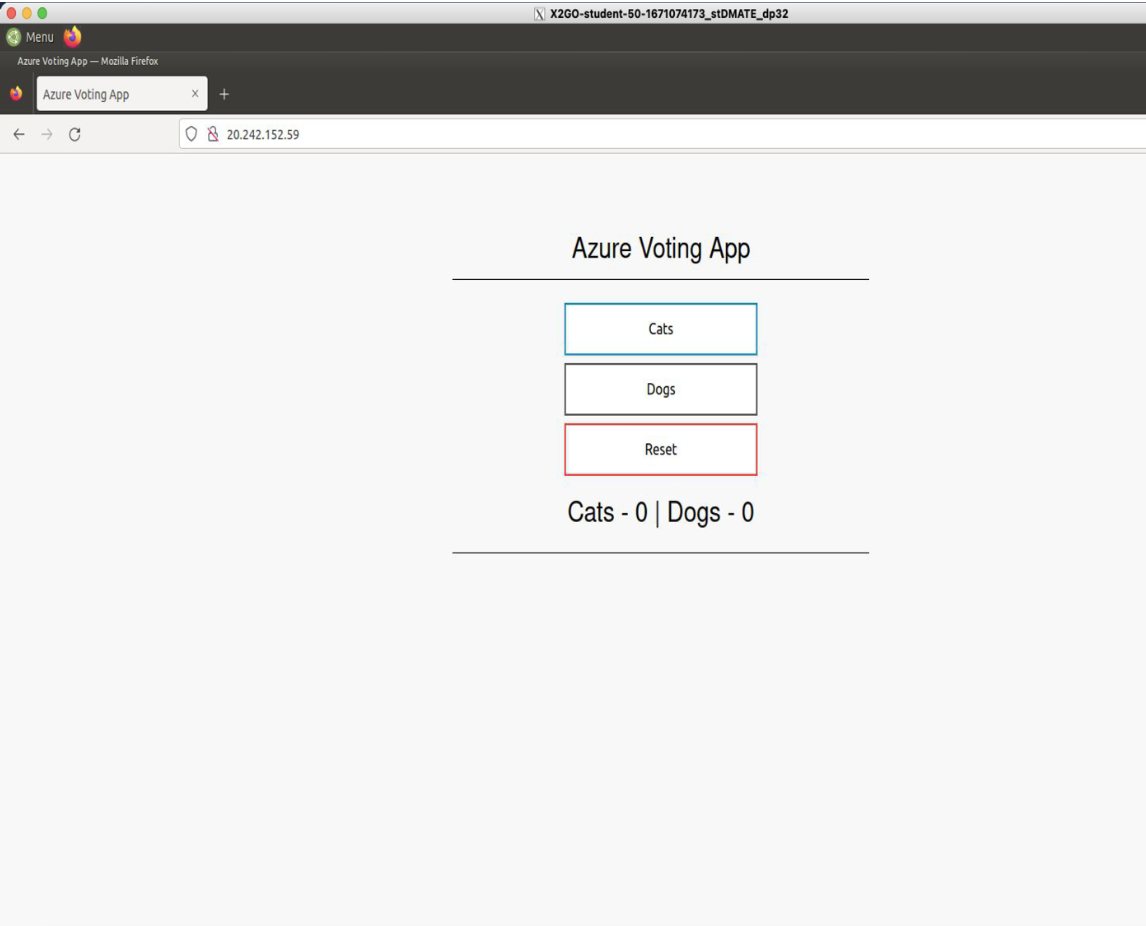 X2GO-student-50-1671074173_stDMATE_dp32
Menu
Azure Voting App — Mozilla Firefox
Azure Voting App × +
20.242.152.59
Azure Voting App
Cats
Dogs
Reset
Cats - 0 | Dogs - 0